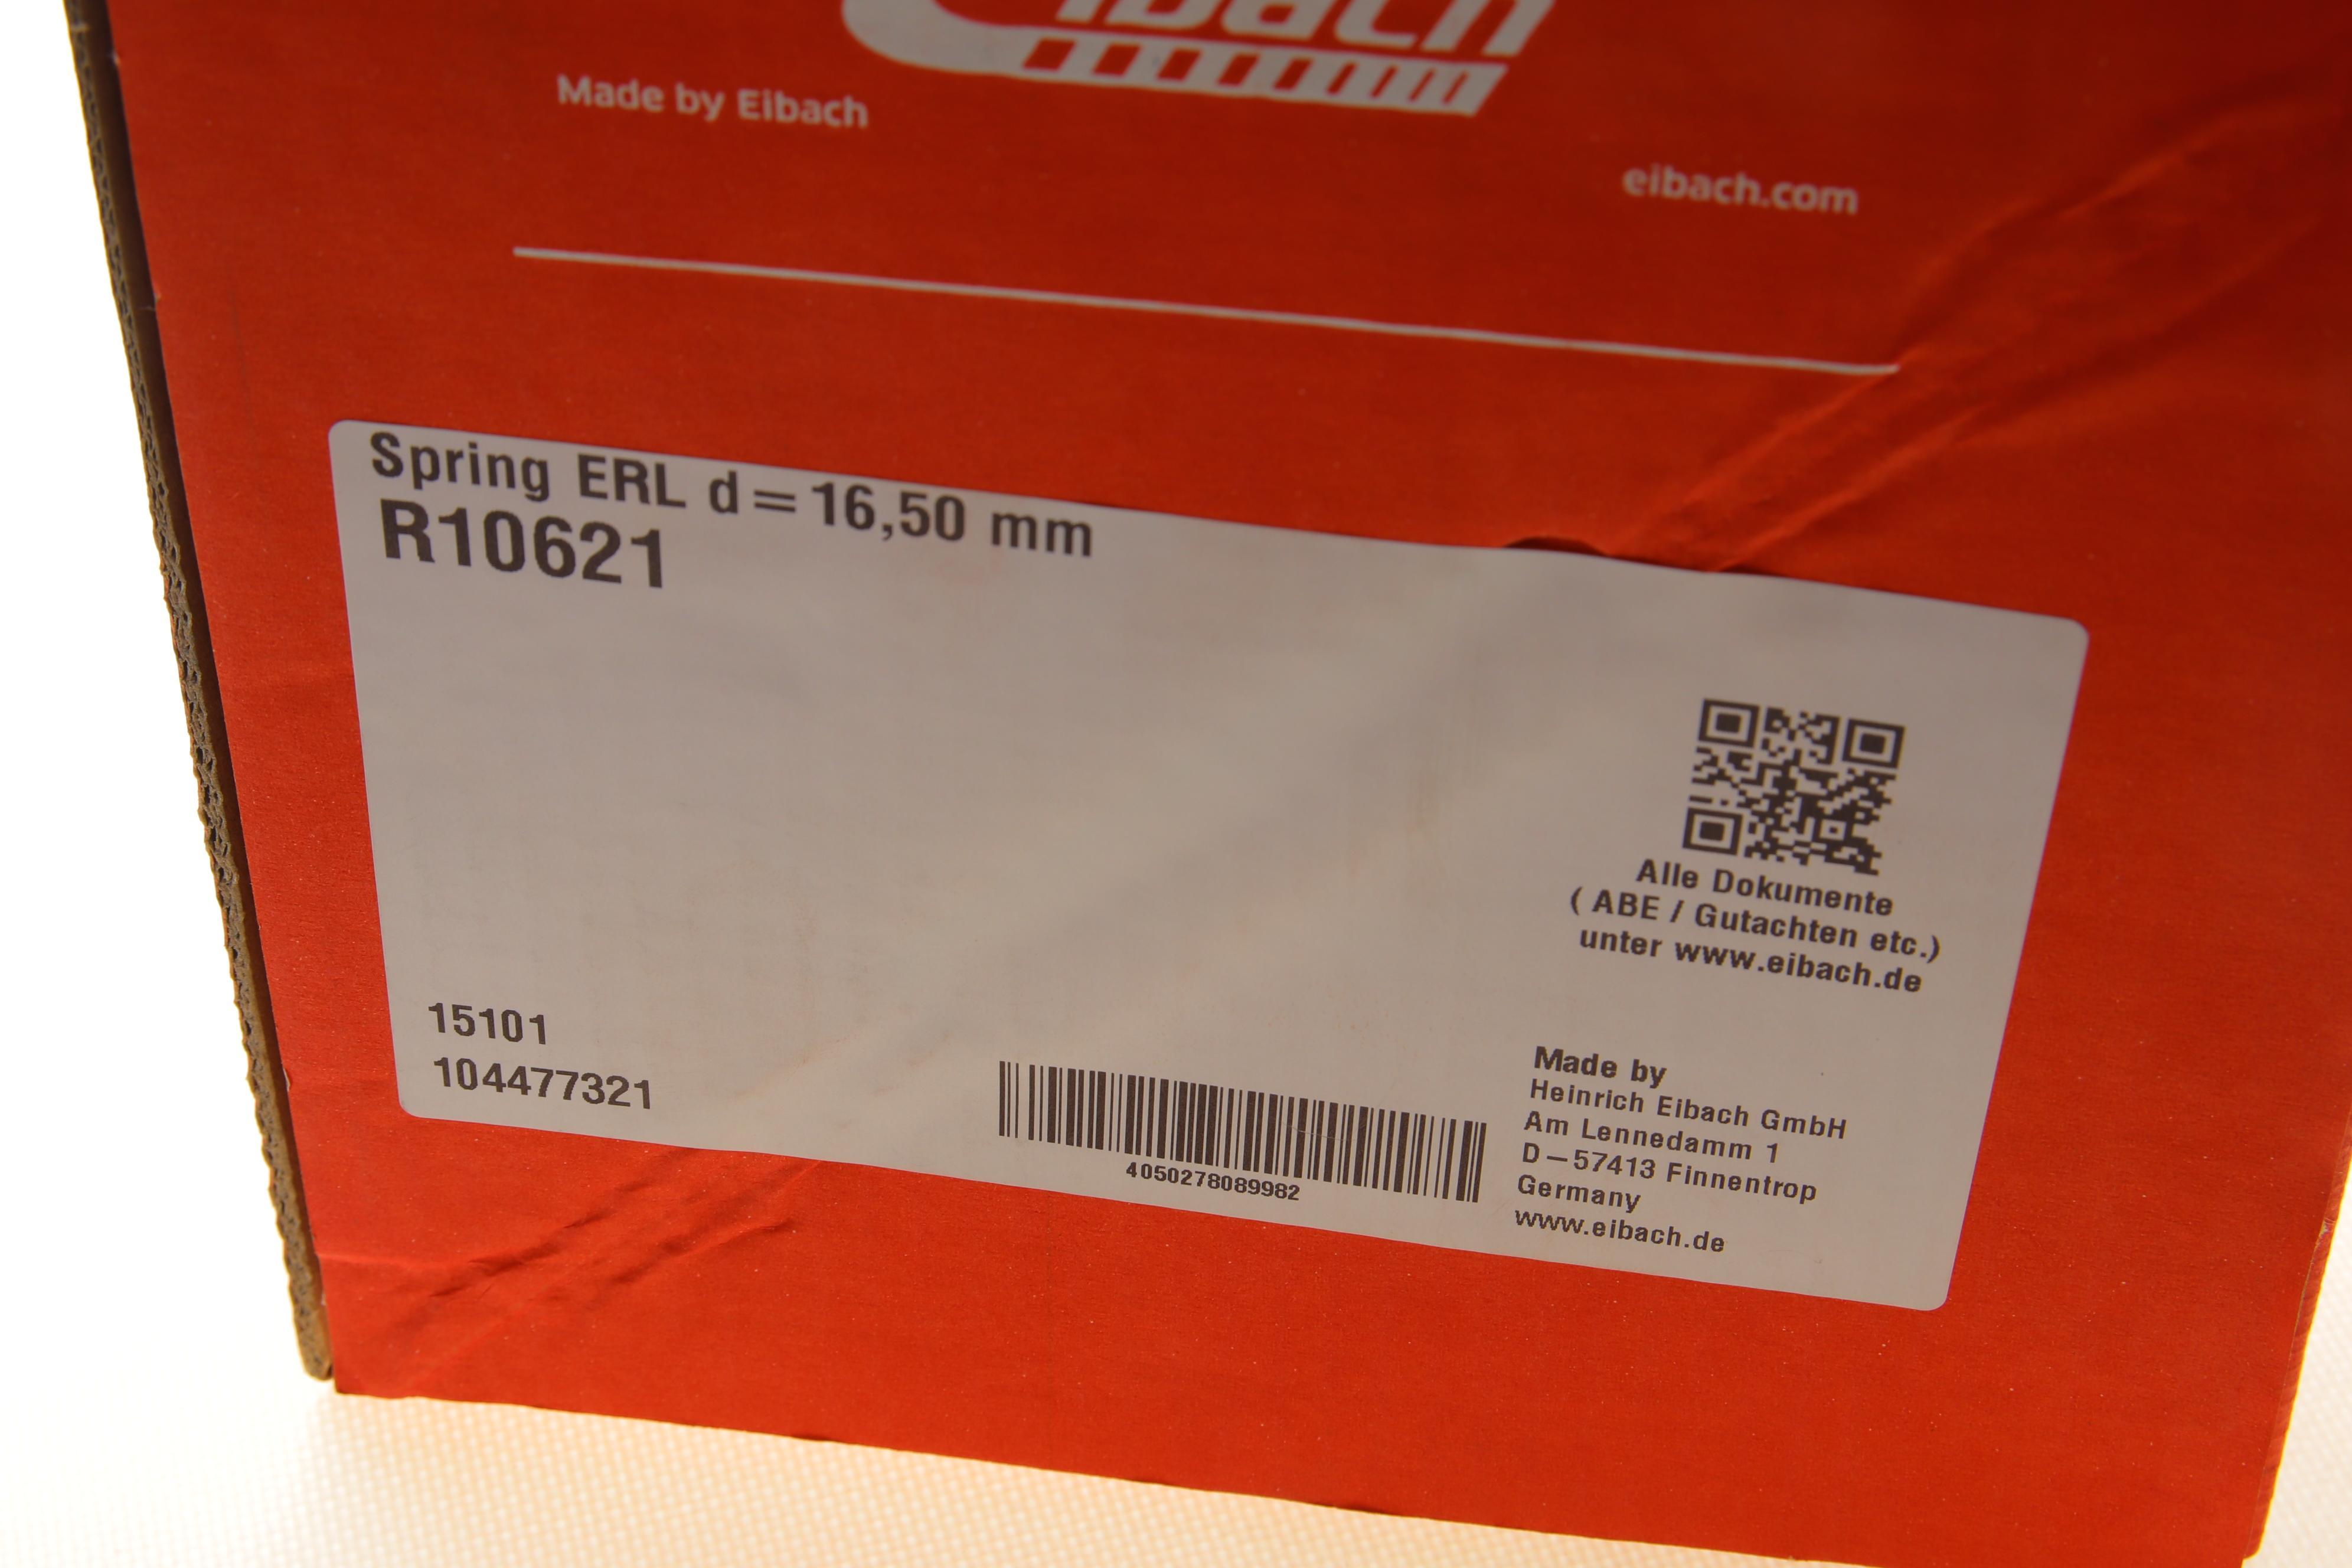 Eibach
Made by Eibach
eibach.com
Spring ERL d=16,50 mm
R10621
Alle Dokumente
( ABE / Gutachten etc.)
unter www.eibach.de
15101
104477321
4050278089982
Made by
Heinrich Eibach GmbH
Am Lennedamm 1
D–57413 Finnentrop
Germany
www.eibach.de